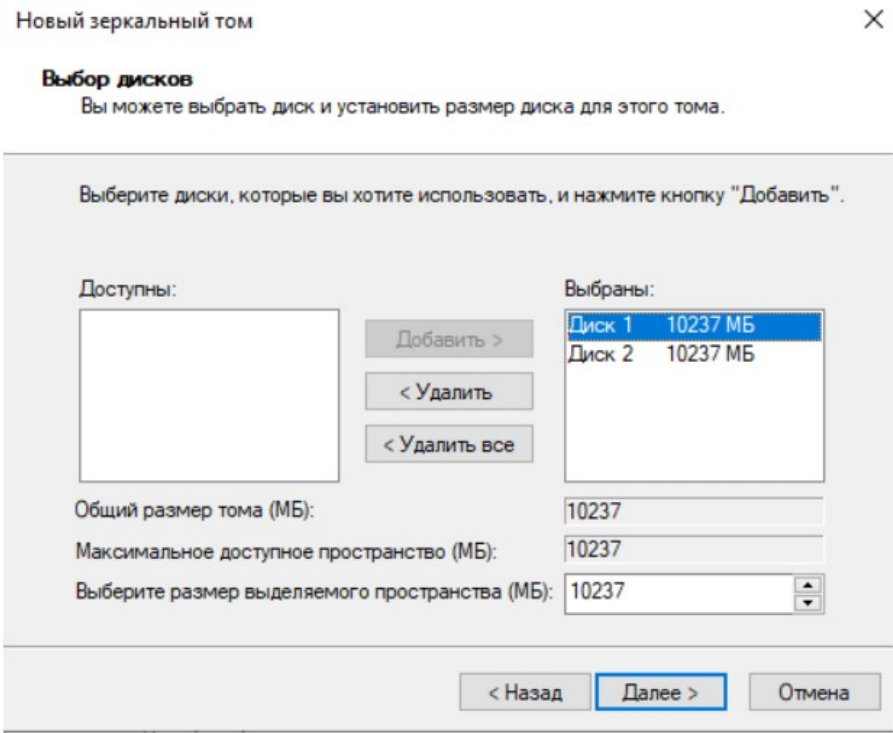 Новый зеркальный том
Выбор дисков
Вы можете выбрать диск и установить размер диска для этого тома.
Выберите диски, которые вы хотите использовать, и нажмите кнопку "Добавить".
Доступны:
Выбраны:
Добавить >
< Удалить
< Удалить все
Диск 1 10237 МБ
Диск 2 10237 МБ
Общий размер тома (МБ): 10237
Максимальное доступное пространство (МБ): 10237
Выберите размер выделяемого пространства (МБ): 10237
< Назад Далее > Отмена